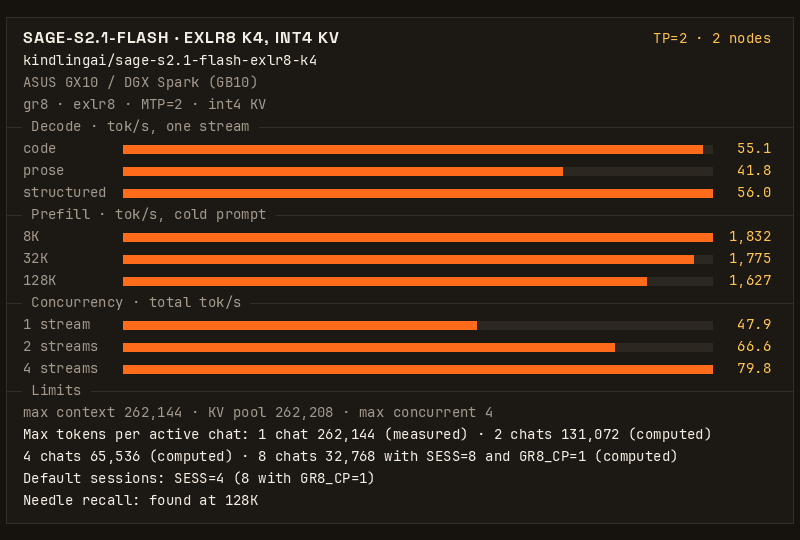 SAGE-S2.1-FLASH · EXLR8 K4, INT4 KV TP=2 · 2 nodes
kindlingai/sage-s2.1-flash-exlr8-k4
ASUS GX10 / DGX Spark (GB10)
gr8 · exlr8 · MTP=2 · int4 KV
Decode · tok/s, one stream
code 55.1
prose 41.8
structured 56.0
Prefill · tok/s, cold prompt
8K 1,832
32K 1,775
128K 1,627
Concurrency · total tok/s
1 stream 47.9
2 streams 66.6
4 streams 79.8
Limits
max context 262,144 · KV pool 262,208 · max concurrent 4
Max tokens per active chat: 1 chat 262,144 (measured) · 2 chats 131,072 (computed)
4 chats 65,536 (computed) · 8 chats 32,768 with SESS=8 and GR8_CP=1 (computed)
Default sessions: SESS=4 (8 with GR8_CP=1)
Needle recall: found at 128K